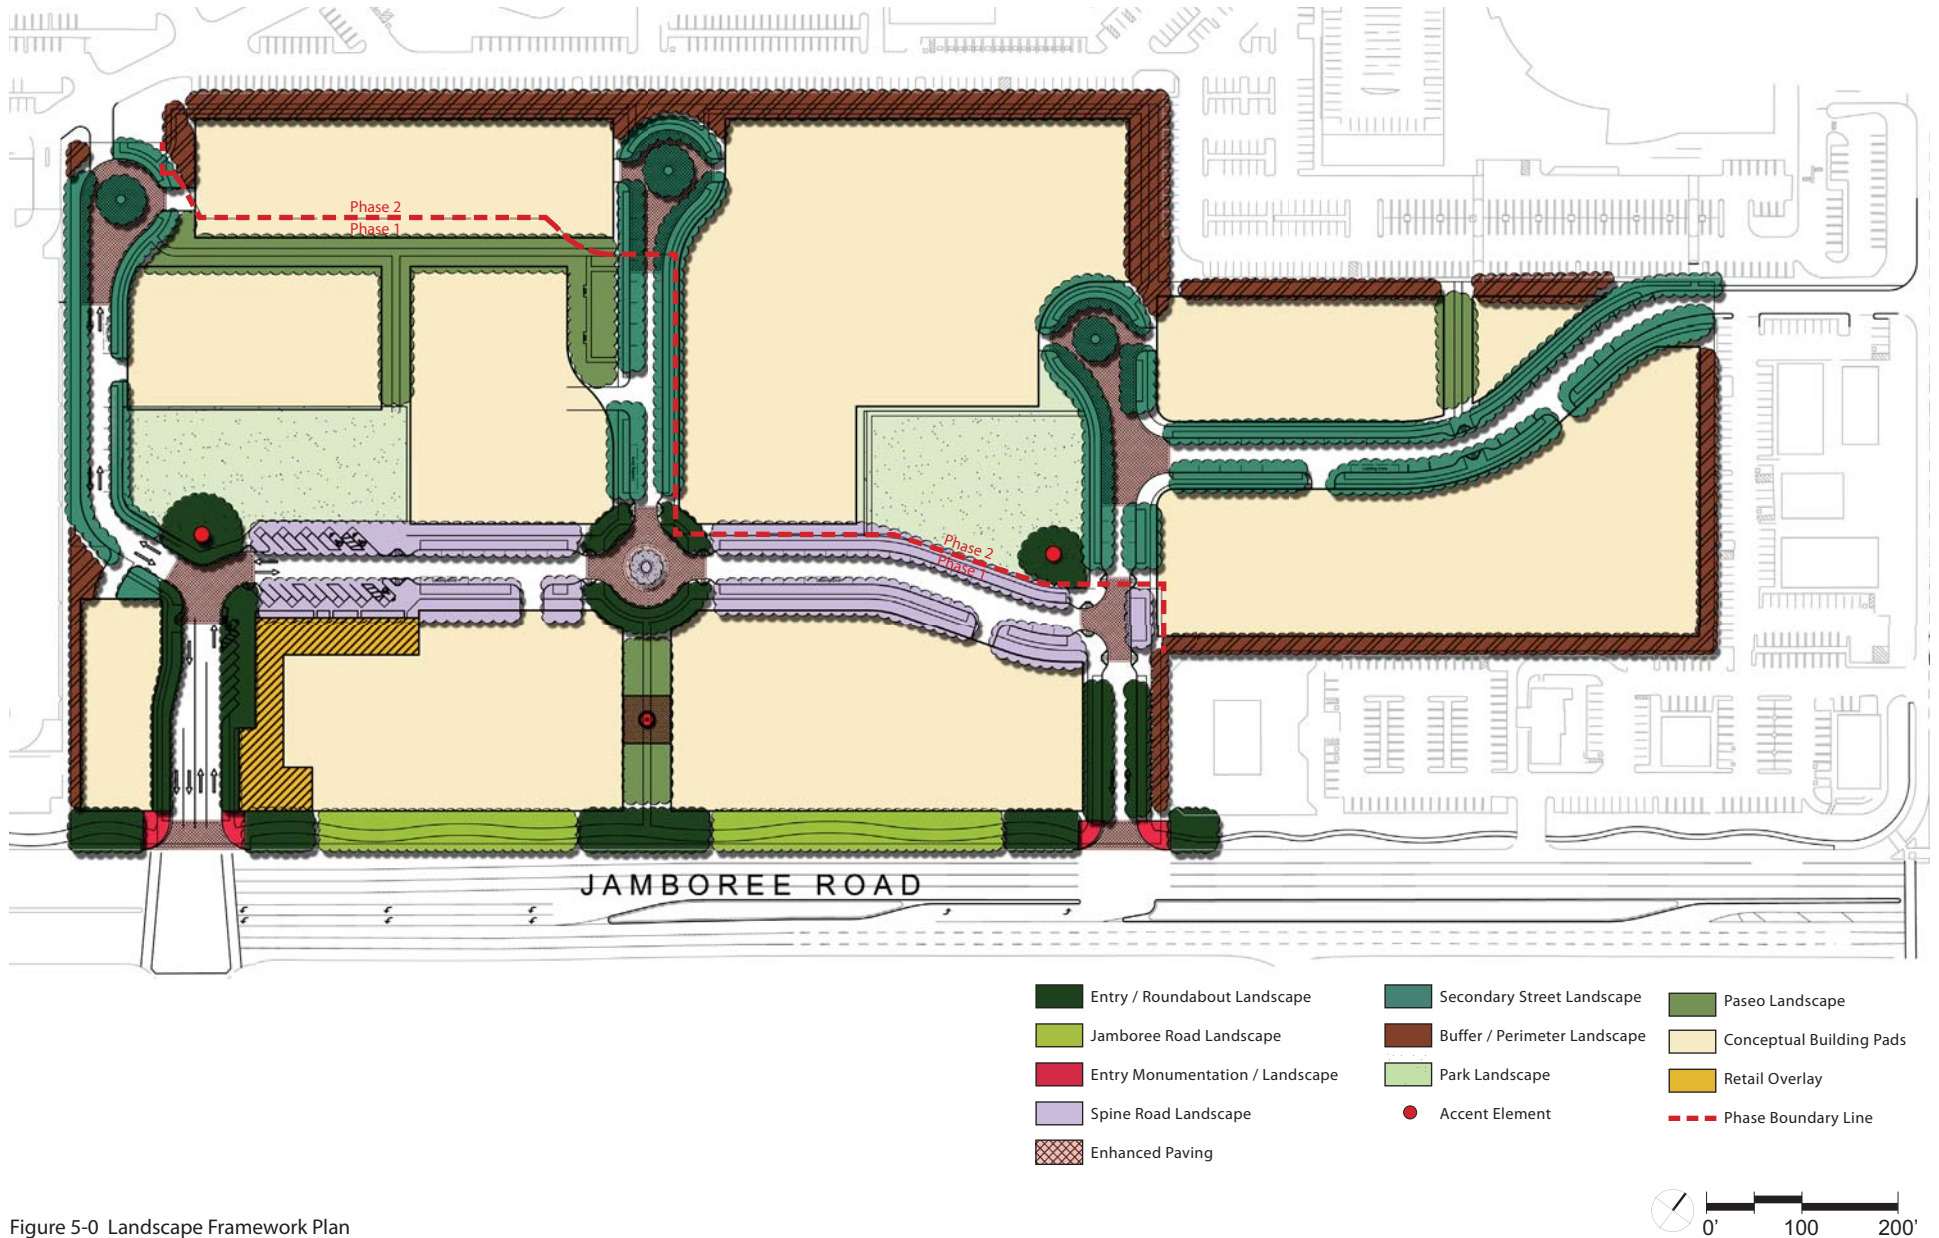 Phase 2
Phase 1
Phase 2
Phase 1
JAMBOREE ROAD
Entry / Roundabout Landscape
Jamboree Road Landscape
Entry Monumentation / Landscape
Spine Road Landscape
Enhanced Paving
Secondary Street Landscape
Buffer / Perimeter Landscape
Park Landscape
Accent Element
Paseo Landscape
Conceptual Building Pads
Retail Overlay
Phase Boundary Line
0' 100 200'
Figure 5-0 Landscape Framework Plan